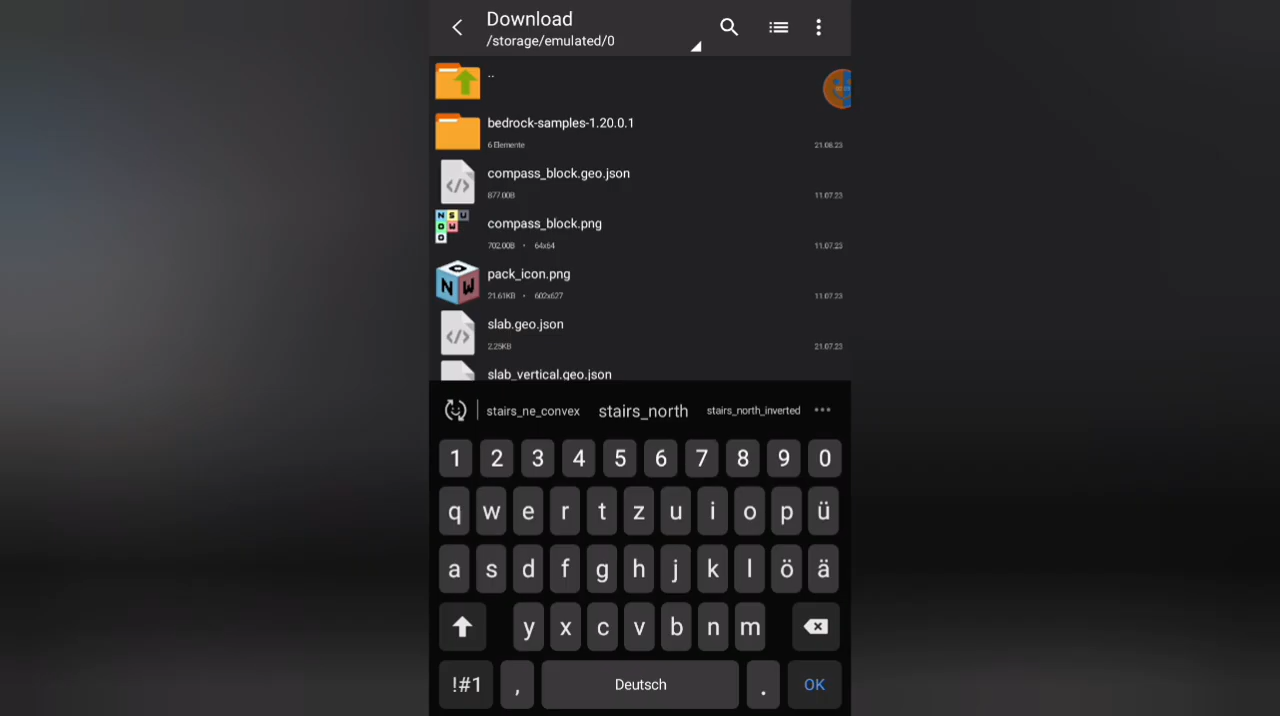 Download
/storage/emulated/0
..
bedrock-samples-1.20.0.1
6 Elemente
21.06.23
compass_block.geo.json
877.00B
11.07.23
N S U
O W
O
compass_block.png
702.00B • 64x64
11.07.23
O
N W
pack_icon.png
21.61KB • 602x627
11.07.23
slab.geo.json
2.25KB
21.07.23
slab_vertical.geo.json
stairs_ne_convex stairs_north stairs_north_inverted
1 2 3 4 5 6 7 8 9 0
q w e r t z u i o p ü
a s d f g h j k l ö ä
y x c v b n m
!#1 , Deutsch . OK